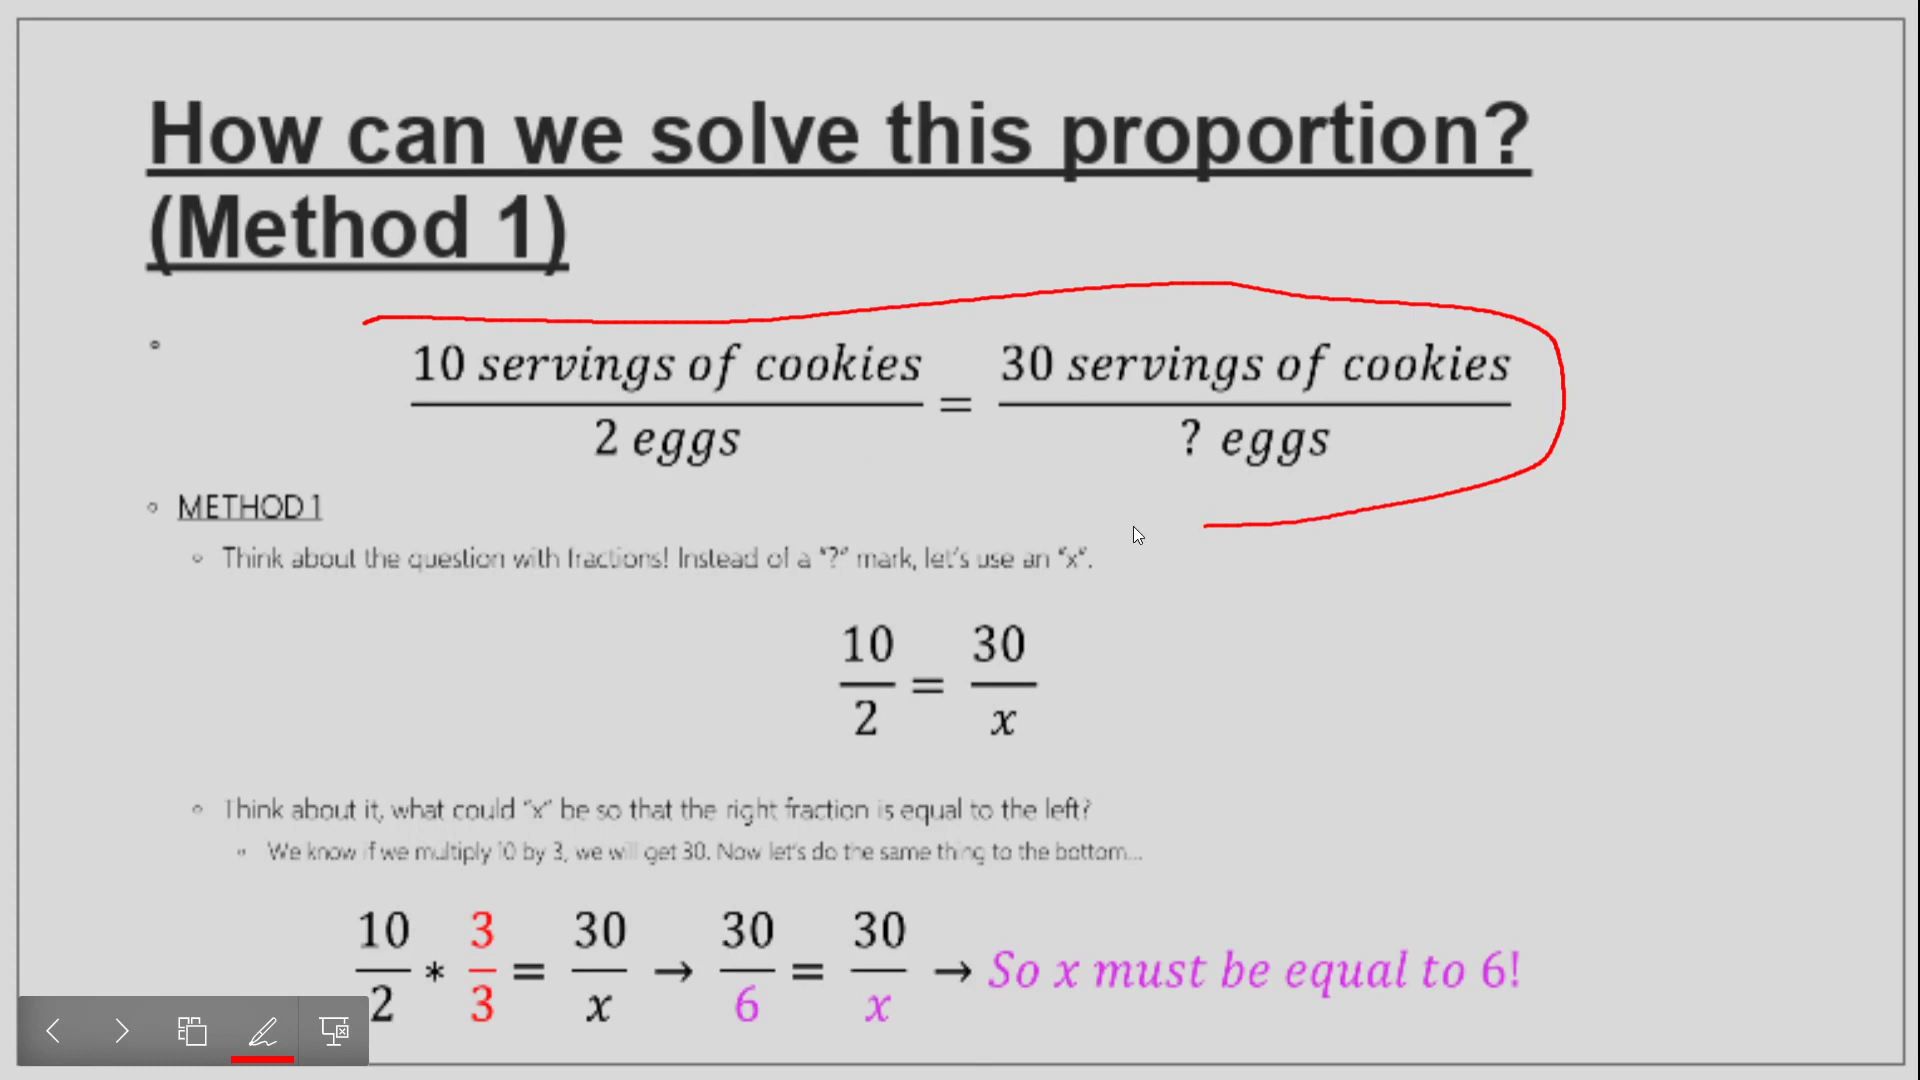 How can we solve this proportion?
(Method 1)
10 servings of cookies / 2 eggs = 30 servings of cookies / ? eggs
METHOD 1
Think about the question with fractions! Instead of a "?" mark, let's use an "x".
10/2 = 30/x
Think about it, what could "x" be so that the right fraction is equal to the left?
We know if we multiply 10 by 3, we will get 30. Now let's do the same thing to the bottom...
10/2 * 3/3 = 30/x → 30/6 = 30/x → So x must be equal to 6!